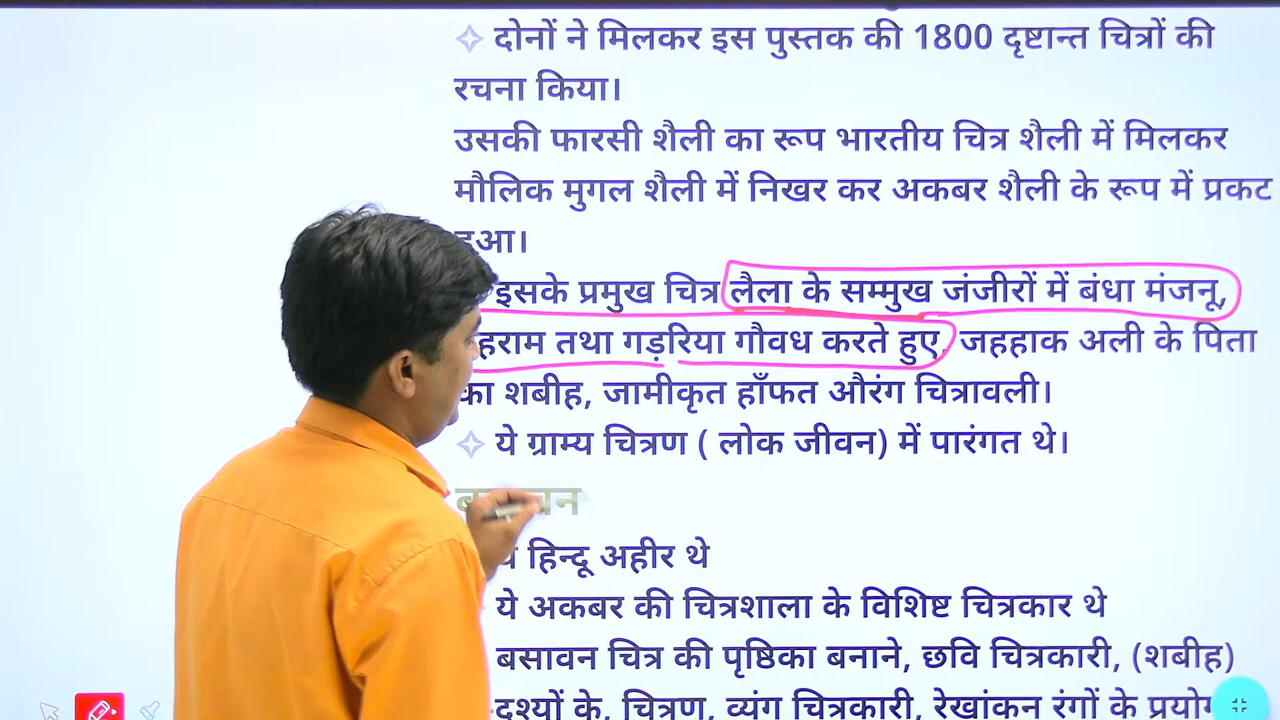 दोनों ने मिलकर इस पुस्तक की 1800 दृष्टान्त चित्रों की
रचना किया।
उसकी फारसी शैली का रूप भारतीय चित्र शैली में मिलकर
मौलिक मुगल शैली में निखर कर अकबर शैली के रूप में प्रकट
हुआ।
इसके प्रमुख चित्र लैला के सम्मुख जंजीरों में बंधा मंजनू,
तथा गड़रिया गौवध करते हुए, जहहाक अली के पिता
का शबीह, जामीकृत हाँफत औरंग चित्रावली।
ये ग्राम्य चित्रण ( लोक जीवन) में पारंगत थे।
हिन्दू अहीर थे
ये अकबर की चित्रशाला के विशिष्ट चित्रकार थे
बसावन चित्र की पृष्ठिका बनाने, छवि चित्रकारी, (शबीह)
दृश्यों के, चित्रण, व्यंग चित्रकारी, रेखांकन रंगों के